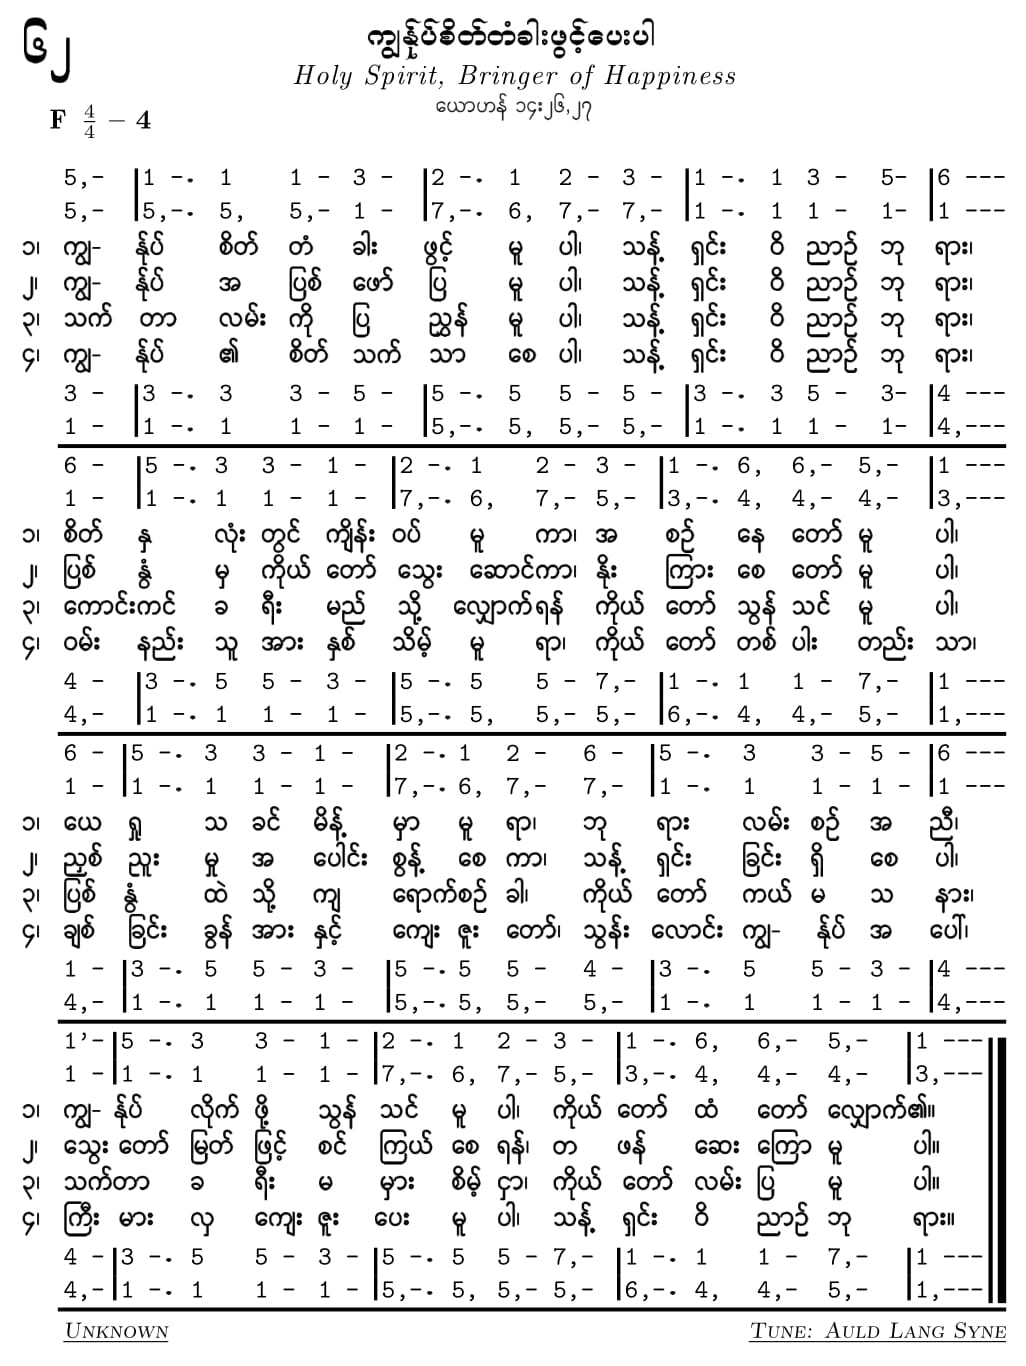 ၆၂
ကျွန်ုပ်စိတ်တံခါးဖွင့်ပေးပါ
Holy Spirit, Bringer of Happiness
ယောဟန် ၁၄း၂၆,၂၇
F 4/4 – 4
5,- |1 -. 1 1 - 3 - |2 -. 1 2 - 3 - |1 -. 1 3 - 5- |6 ---
5,- |5,-. 5, 5,- 1 - |7,-. 6, 7,- 7,- |1 -. 1 1 - 1- |1 ---
၁၊ ကျွ- န်ုပ် စိတ် တံ ခါး ဖွင့် မူ ပါ၊ သန့် ရှင်း ဝိ ညာဉ် ဘု ရား၊
၂၊ ကျွ- န်ုပ် အ ပြစ် ဖော် ပြ မူ ပါ၊ သန့် ရှင်း ဝိ ညာဉ် ဘု ရား၊
၃၊ သက် တာ လမ်း ကို ပြ ညွှန် မူ ပါ၊ သန့် ရှင်း ဝိ ညာဉ် ဘု ရား၊
၄၊ ကျွ- န်ုပ် ၏ စိတ် သက် သာ စေ ပါ၊ သန့် ရှင်း ဝိ ညာဉ် ဘု ရား၊
3 - |3 -. 3 3 - 5 - |5 -. 5 5 - 5 - |3 -. 3 5 - 3- |4 ---
1 - |1 -. 1 1 - 1 - |5,-. 5, 5,- 5,- |1 -. 1 1 - 1- |4,---
6 - |5 -. 3 3 - 1 - |2 -. 1 2 - 3 - |1 -. 6, 6,- 5,- |1 ---
1 - |1 -. 1 1 - 1 - |7,-. 6, 7,- 5,- |3,-. 4, 4,- 4,- |3,---
၁၊ စိတ် နှ လုံး တွင် ကျိန်း ဝပ် မူ ကာ၊ အ စဉ် နေ တော် မူ ပါ၊
၂၊ ပြစ် နွံ မှ ကိုယ် တော် သွေး ဆောင်ကာ၊ နိုး ကြား စေ တော် မူ ပါ၊
၃၊ ကောင်းကင် ခ ရီး မည် သို့ လျှောက်ရန် ကိုယ် တော် သွန် သင် မူ ပါ၊
၄၊ ဝမ်း နည်း သူ အား နှစ် သိမ့် မူ ရာ၊ ကိုယ် တော် တစ် ပါး တည်း သာ၊
4 - |3 -. 5 5 - 3 - |5 -. 5 5 - 7,- |1 -. 1 1 - 7,- |1 ---
4,- |1 -. 1 1 - 1 - |5,-. 5, 5,- 5,- |6,-. 4, 4,- 5,- |1,---
6 - |5 -. 3 3 - 1 - |2 -. 1 2 - 6 - |5 -. 3 3 - 5 - |6 ---
1 - |1 -. 1 1 - 1 - |7,-. 6, 7,- 7,- |1 -. 1 1 - 1 - |1 ---
၁၊ ယေ ရှု သ ခင် မိန့် မှာ မူ ရာ၊ ဘု ရား လမ်း စဉ် အ ညီ၊
၂၊ ညှစ် ညူး မှု အ ပေါင်း စွန့် စေ ကာ၊ သန့် ရှင်း ခြင်း ရှိ စေ ပါ၊
၃၊ ပြစ် နွံ ထဲ သို့ ကျ ရောက်စဉ် ခါ၊ ကိုယ် တော် ကယ် မ သ နား၊
၄၊ ချစ် ခြင်း ခွန် အား နှင့် ကျေး ဇူး တော်၊ သွန်း လောင်း ကျွ- န်ုပ် အ ပေါ်၊
1 - |3 -. 5 5 - 3 - |5 -. 5 5 - 4 - |3 -. 5 5 - 3 - |4 ---
4,- |1 -. 1 1 - 1 - |5,-. 5, 5,- 5,- |1 -. 1 1 - 1 - |4,---
1’- |5 -. 3 3 - 1 - |2 -. 1 2 - 3 - |1 -. 6, 6,- 5,- |1 ---
1 - |1 -. 1 1 - 1 - |7,-. 6, 7,- 5,- |3,-. 4, 4,- 4,- |3,---
၁၊ ကျွ- န်ုပ် လိုက် ဖို့ သွန် သင် မူ ပါ၊ ကိုယ် တော် ထံ တော် လျှောက်၏။
၂၊ သွေး တော် မြတ် ဖြင့် စင် ကြယ် စေ ရန်၊ တ ဖန် ဆေး ကြော မူ ပါ။
၃၊ သက်တာ ခ ရီး မ မှား စိမ့် ငှာ၊ ကိုယ် တော် လမ်း ပြ မူ ပါ။
၄၊ ကြီး မား လှ ကျေး ဇူး ပေး မူ ပါ၊ သန့် ရှင်း ဝိ ညာဉ် ဘု ရား။
4 - |3 -. 5 5 - 3 - |5 -. 5 5 - 7,- |1 -. 1 1 - 7,- |1 ---
4,- |1 -. 1 1 - 1 - |5,-. 5, 5,- 5,- |6,-. 4, 4,- 5,- |1,---
UNKNOWN TUNE: AULD LANG SYNE